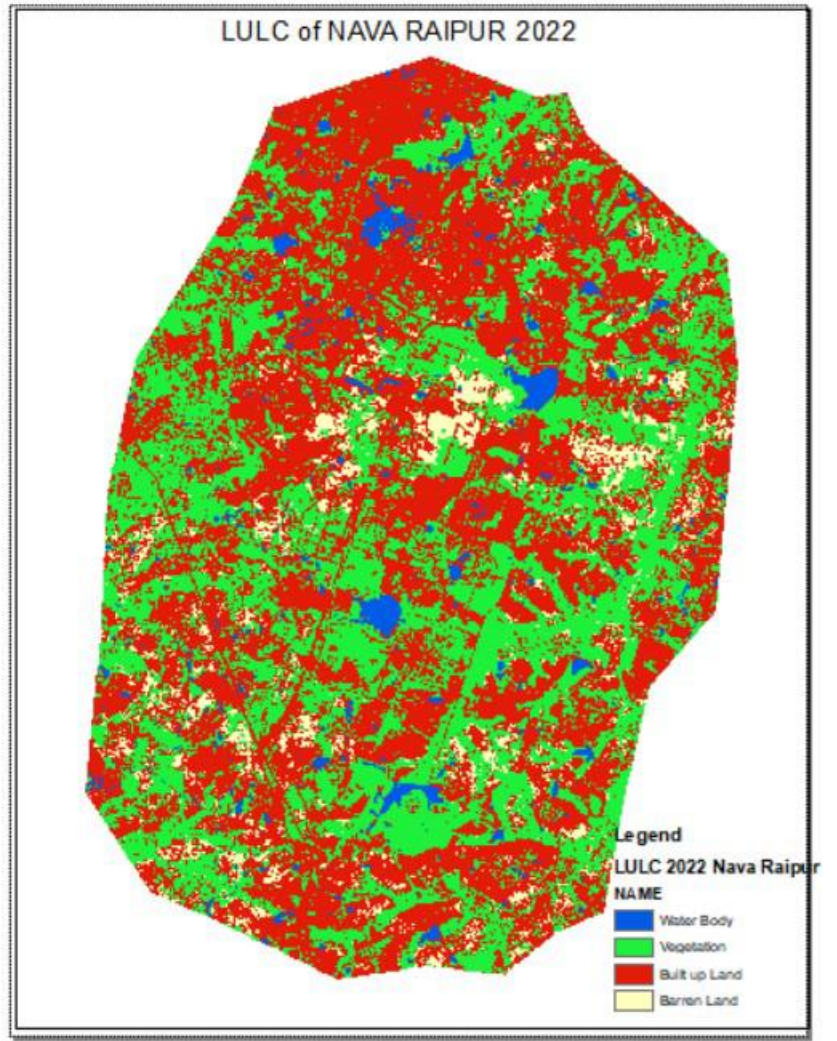 LULC of NAVA RAIPUR 2022
Legend
LULC 2022 Nava Raipur
NAME
Water Body
Vegetation
Built up Land
Barren Land